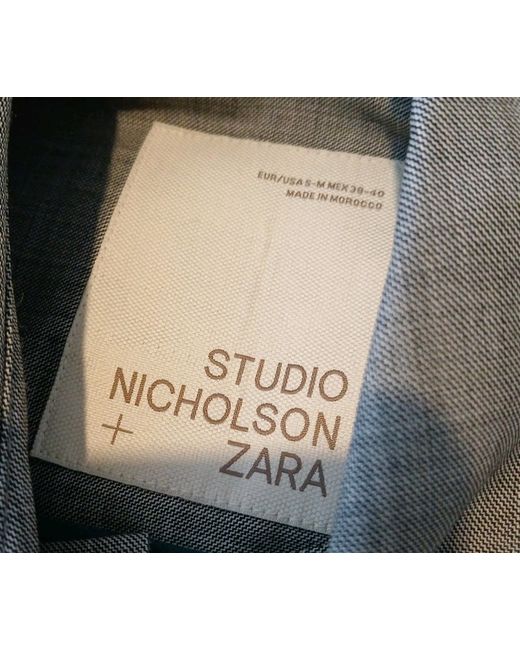 EUR/USA S-M MEX 38-40
MADE IN MOROCCO
STUDIO
NICHOLSON
+ ZARA